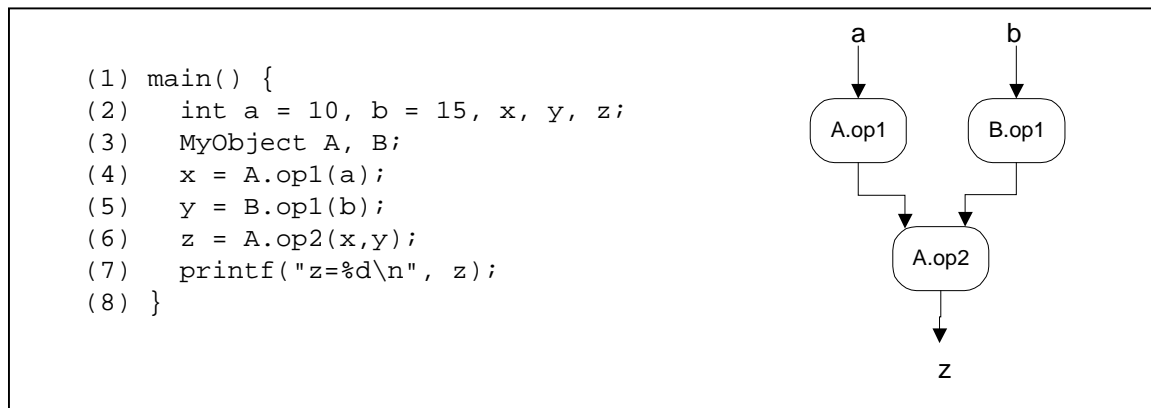 (1) main() {
(2)   int a = 10, b = 15, x, y, z;
(3)   MyObject A, B;
(4)   x = A.op1(a);
(5)   y = B.op1(b);
(6)   z = A.op2(x,y);
(7)   printf("z=%d\n", z);
(8) }
a b
A.op1 B.op1
A.op2
z